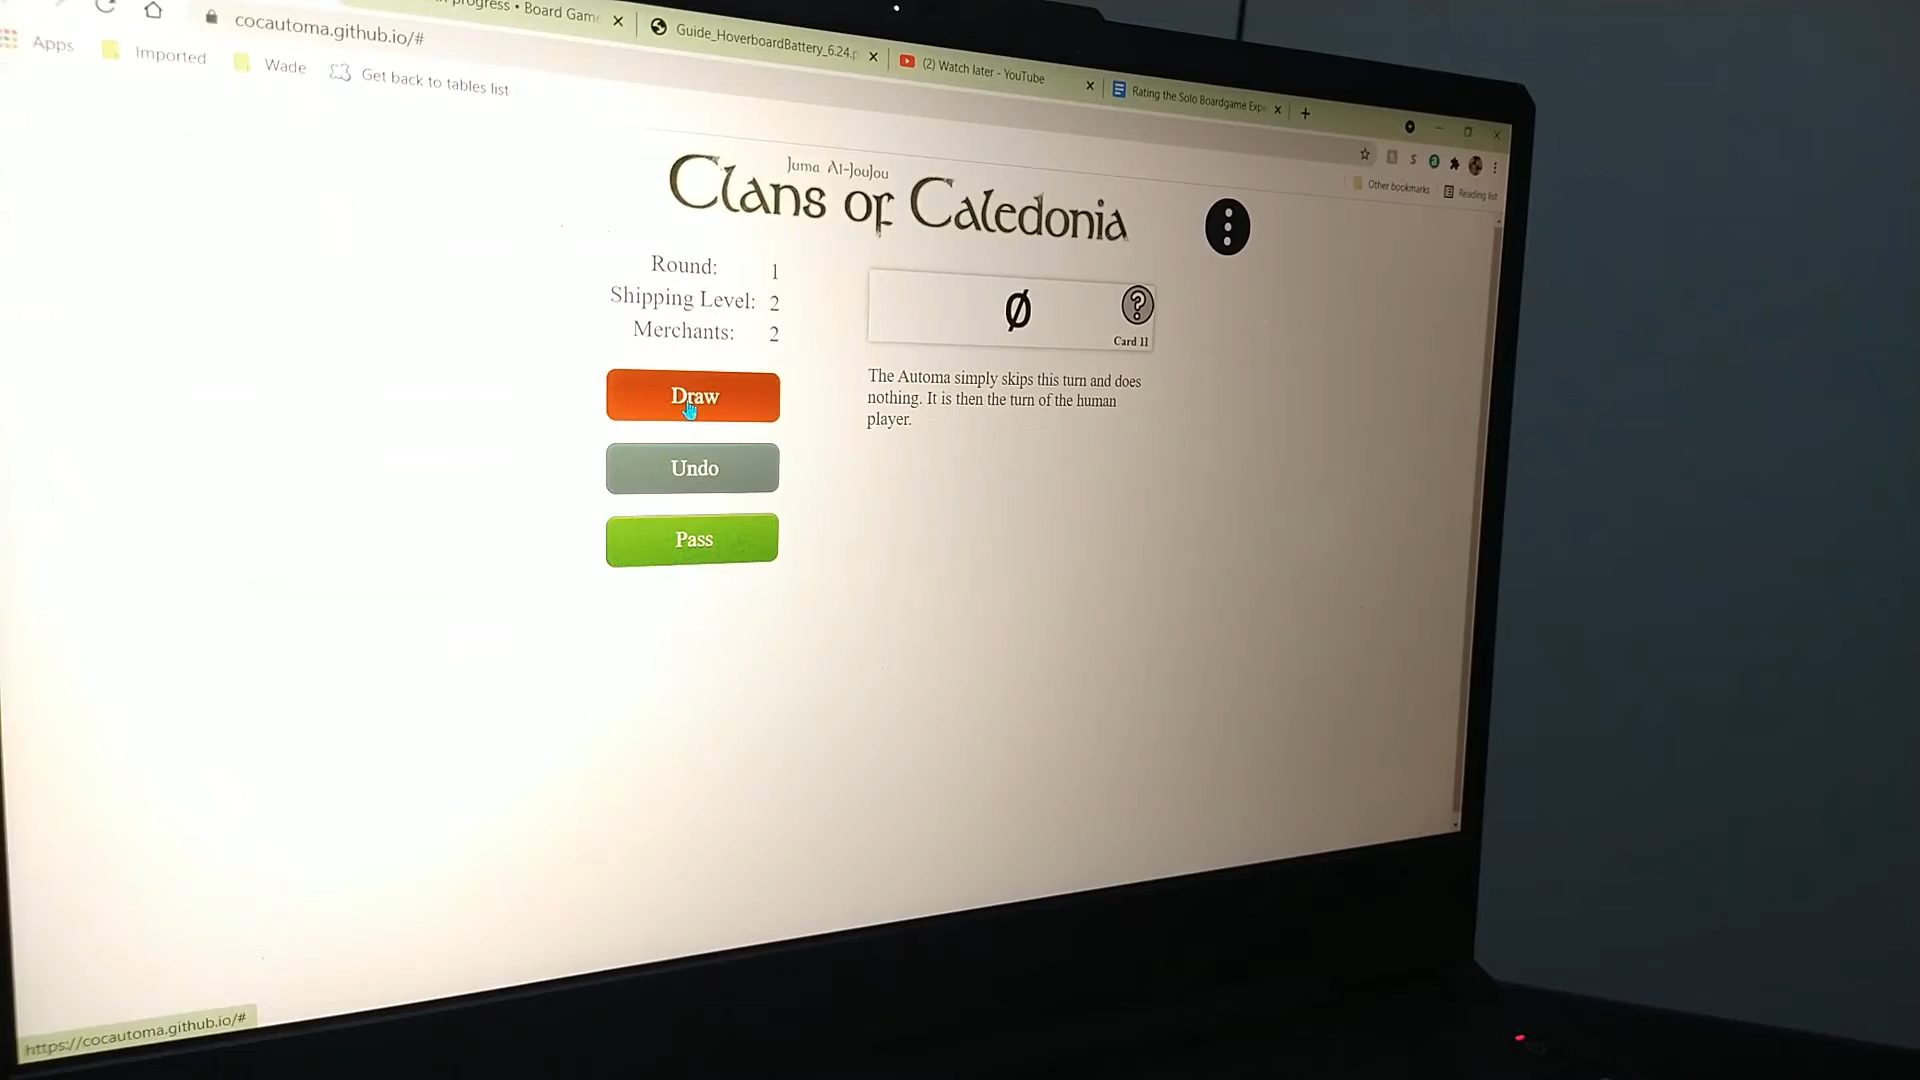 progress • Board Game
Guide_HoverboardBattery_6.24.p
(2) Watch later - YouTube
Rating the Solo Boardgame Expe
cocautoma.github.io/#
Apps
Imported
Wade
Get back to tables list
Other bookmarks
Reading list
Juma Al-JouJou
Clans of Caledonia
Round: 1
Shipping Level: 2
Merchants: 2
Ø
?
Card 11
The Automa simply skips this turn and does
nothing. It is then the turn of the human
player.
Draw
Undo
Pass
https://cocautoma.github.io/#